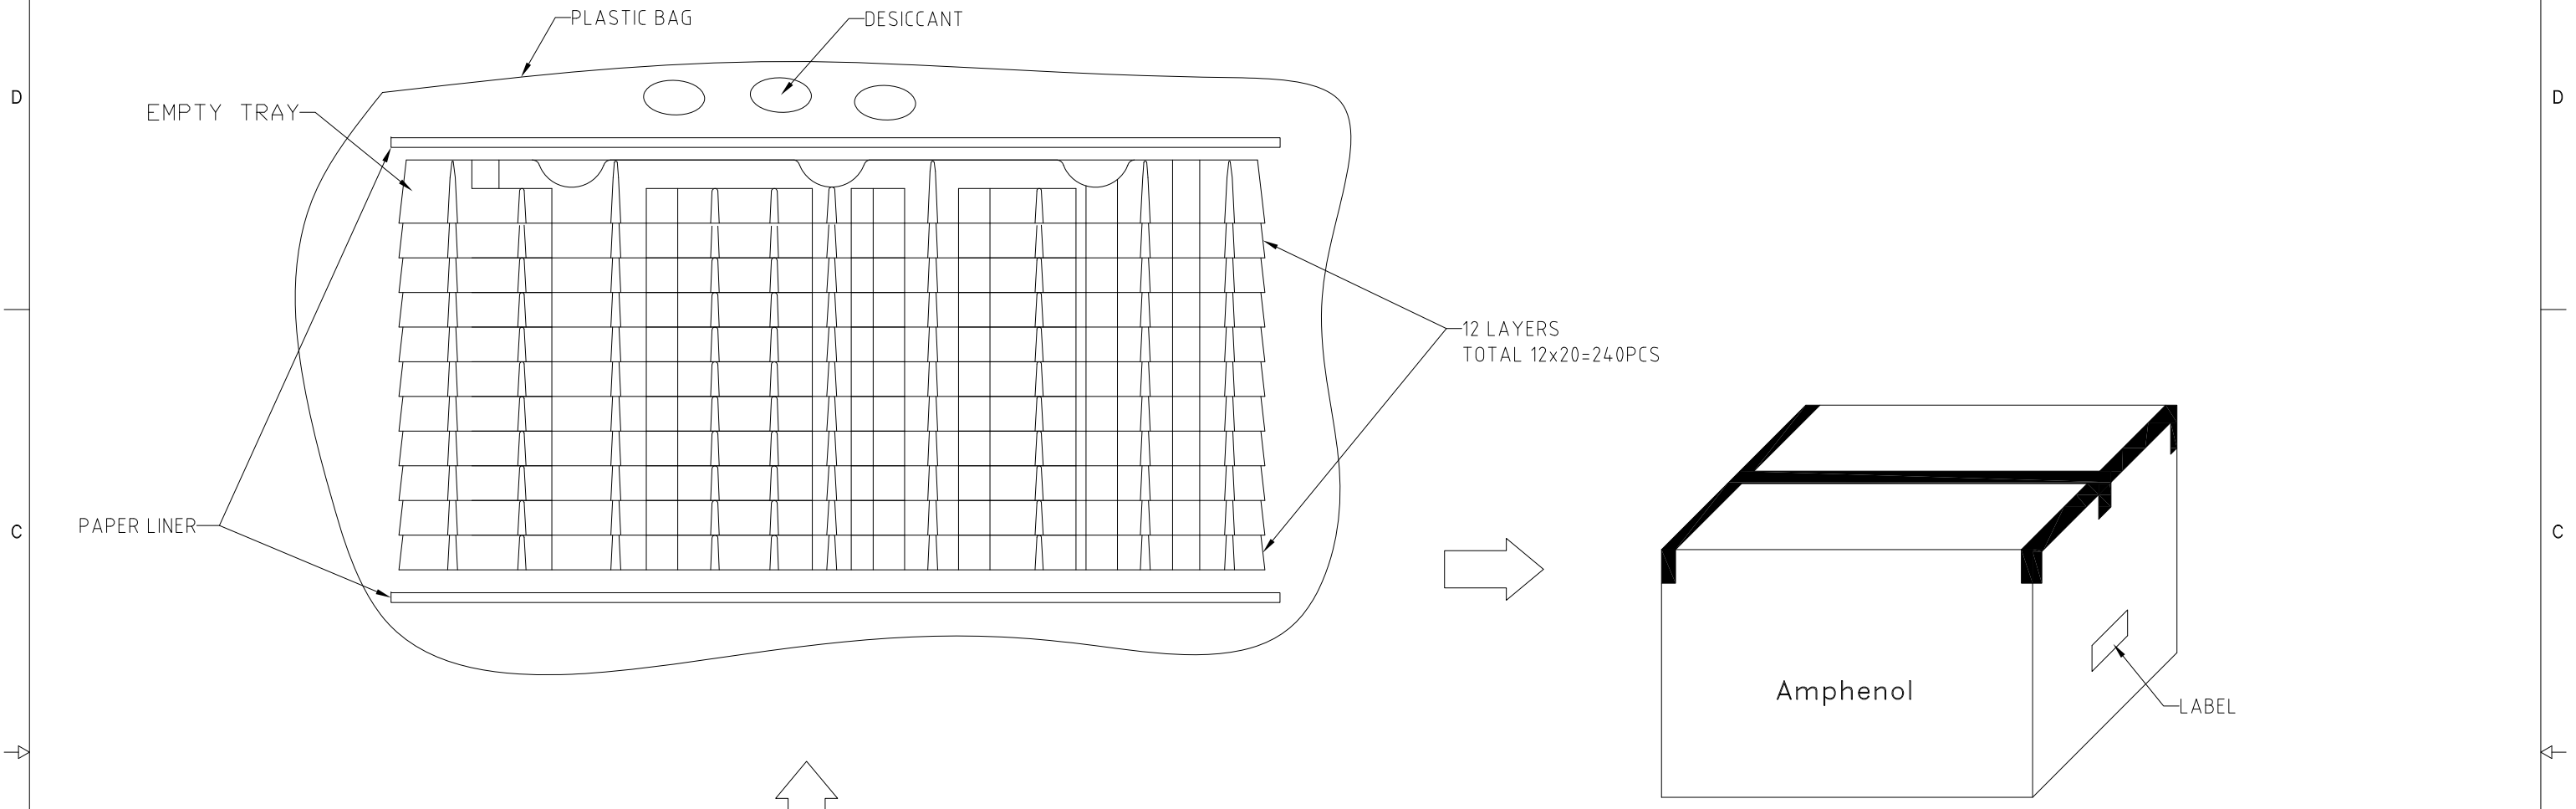 PLASTIC BAG
DESICCANT
D
D
EMPTY TRAY
12 LAYERS
TOTAL 12x20=240PCS
PAPER LINER
C
C
Amphenol
LABEL